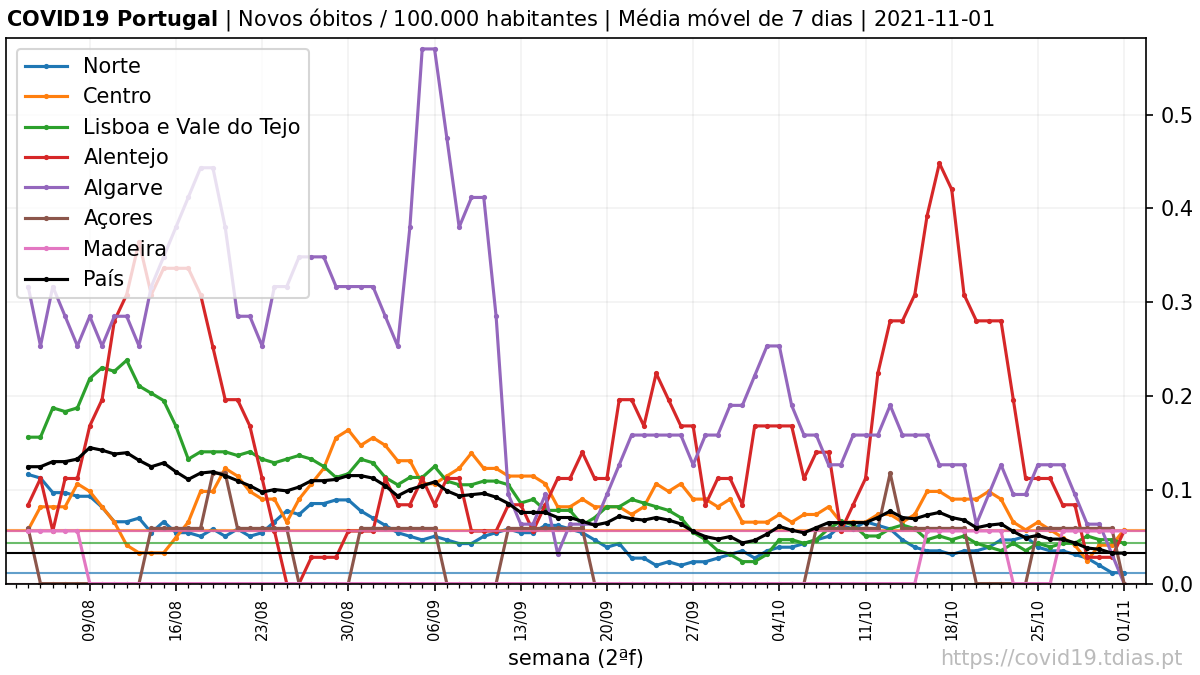 COVID19 Portugal | Novos óbitos / 100.000 habitantes | Média móvel de 7 dias | 2021-11-01
Norte
Centro
Lisboa e Vale do Tejo
Alentejo
Algarve
Açores
Madeira
País
0.5
0.4
0.3
0.2
0.1
0.0
09/08
16/08
23/08
30/08
06/09
13/09
20/09
27/09
04/10
11/10
18/10
25/10
01/11
semana (2ªf)
https://covid19.tdias.pt